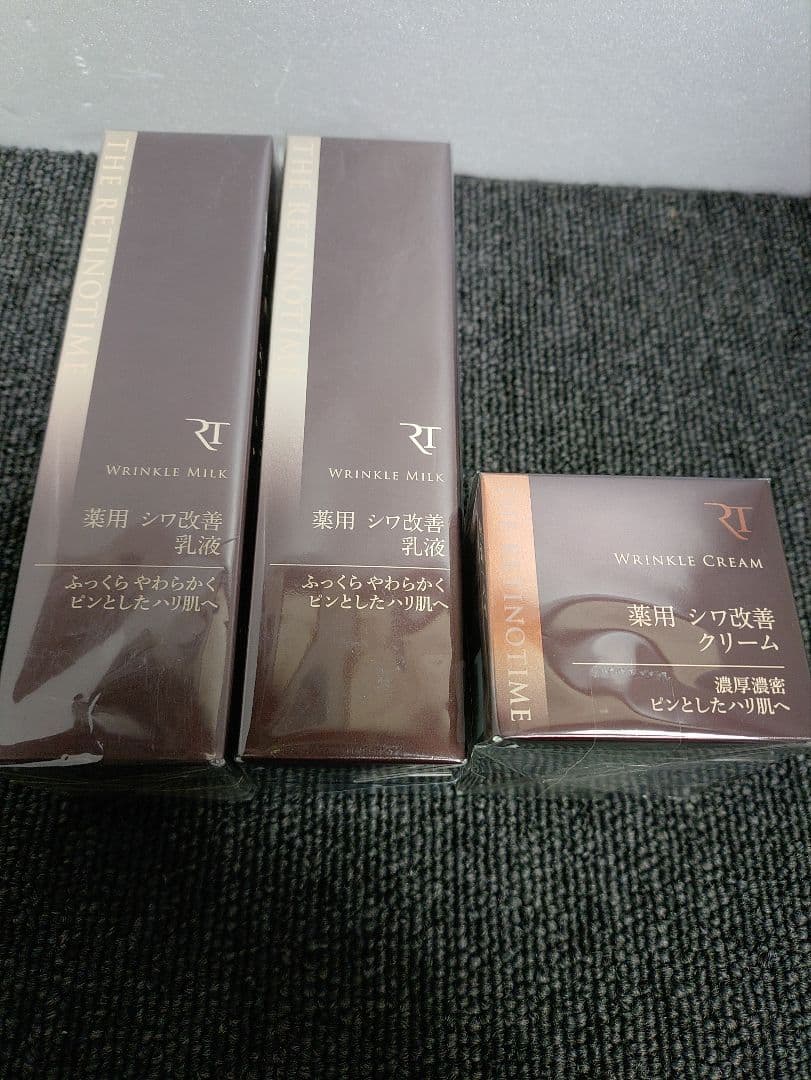 THE RETINOTIME
RT
WRINKLE MILK
薬用 シワ改善
乳液
ふっくら やわらかく
ピンとした ハリ肌へ
THE RETINOTIME
RT
WRINKLE MILK
薬用 シワ改善
乳液
ふっくら やわらかく
ピンとした ハリ肌へ
THE RETINOTIME
RT
WRINKLE CREAM
薬用 シワ改善
クリーム
濃厚濃密
ピンとした ハリ肌へ